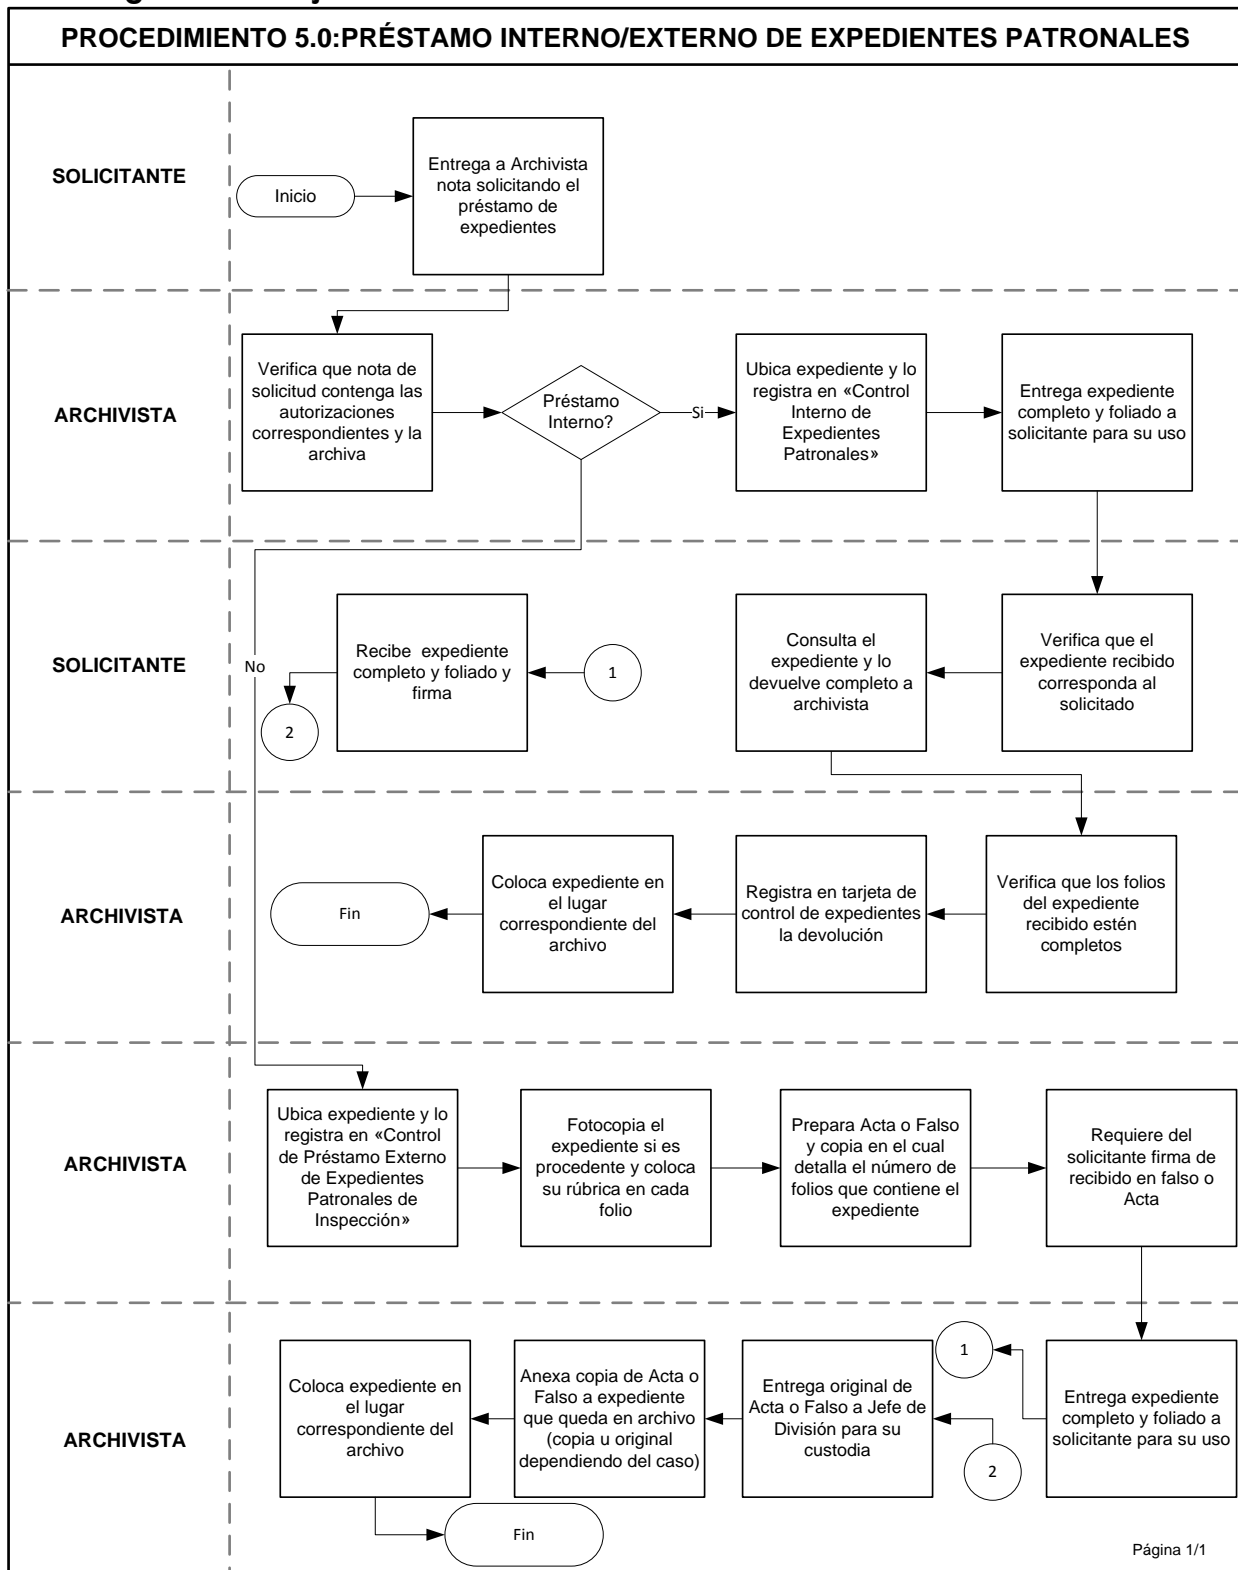 PROCEDIMIENTO 5.0:PRÉSTAMO INTERNO/EXTERNO DE EXPEDIENTES PATRONALES
SOLICITANTE
Inicio
Entrega a Archivista
nota solicitando el
préstamo de
expedientes
ARCHIVISTA
Verifica que nota de
solicitud contenga las
autorizaciones
correspondientes y la
archiva
Préstamo
Interno?
Si
Ubica expediente y lo
registra en «Control
Interno de
Expedientes
Patronales»
Entrega expediente
completo y foliado a
solicitante para su uso
SOLICITANTE
No
Recibe expediente
completo y foliado y
firma
1
2
Consulta el
expediente y lo
devuelve completo a
archivista
Verifica que el
expediente recibido
corresponda al
solicitado
ARCHIVISTA
Fin
Coloca expediente en
el lugar
correspondiente del
archivo
Registra en tarjeta de
control de expedientes
la devolución
Verifica que los folios
del expediente
recibido estén
completos
ARCHIVISTA
Ubica expediente y lo
registra en «Control
de Préstamo Externo
de Expedientes
Patronales de
Inspección»
Fotocopia el
expediente si es
procedente y coloca
su rúbrica en cada
folio
Prepara Acta o Falso
y copia en el cual
detalla el número de
folios que contiene el
expediente
Requiere del
solicitante firma de
recibido en falso o
Acta
ARCHIVISTA
Coloca expediente en
el lugar
correspondiente del
archivo
Anexa copia de Acta o
Falso a expediente
que queda en archivo
(copia u original
dependiendo del caso)
Entrega original de
Acta o Falso a Jefe de
División para su
custodia
1
2
Entrega expediente
completo y foliado a
solicitante para su uso
Fin
Página 1/1